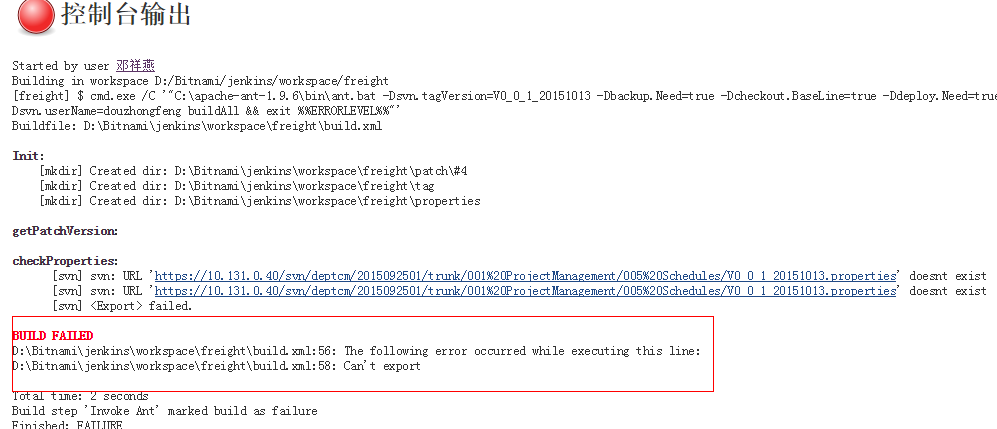 控制台输出
Started by user 邓祥燕
Building in workspace D:/Bitnami/jenkins/workspace/freight
[freight] $ cmd.exe /C '"C:\apache-ant-1.9.6\bin\ant.bat -Dsvn.tagVersion=V0_0_1_20151013 -Dbackup.Need=true -Dcheckout.BaseLine=true -Ddeploy.Need=true
Dsvn.userName=douzhongfeng buildAll && exit %%ERRORLEVEL%%"'
Buildfile: D:\Bitnami\jenkins\workspace\freight\build.xml
Init:
[mkdir] Created dir: D:\Bitnami\jenkins\workspace\freight\patch\#4
[mkdir] Created dir: D:\Bitnami\jenkins\workspace\freight\tag
[mkdir] Created dir: D:\Bitnami\jenkins\workspace\freight\properties
getPatchVersion:
checkProperties:
[svn] svn: URL 'https://10.131.0.40/svn/deptcm/2015092501/trunk/001%20ProjectManagement/005%20Schedules/V0_0_1_20151013.properties' doesnt exist
[svn] svn: URL 'https://10.131.0.40/svn/deptcm/2015092501/trunk/001%20ProjectManagement/005%20Schedules/V0_0_1_20151013.properties' doesnt exist
[svn] <Export> failed.
BUILD FAILED
D:\Bitnami\jenkins\workspace\freight\build.xml:56: The following error occurred while executing this line:
D:\Bitnami\jenkins\workspace\freight\build.xml:58: Can't export
Total time: 2 seconds
Build step 'Invoke Ant' marked build as failure
Finished: FAILURE